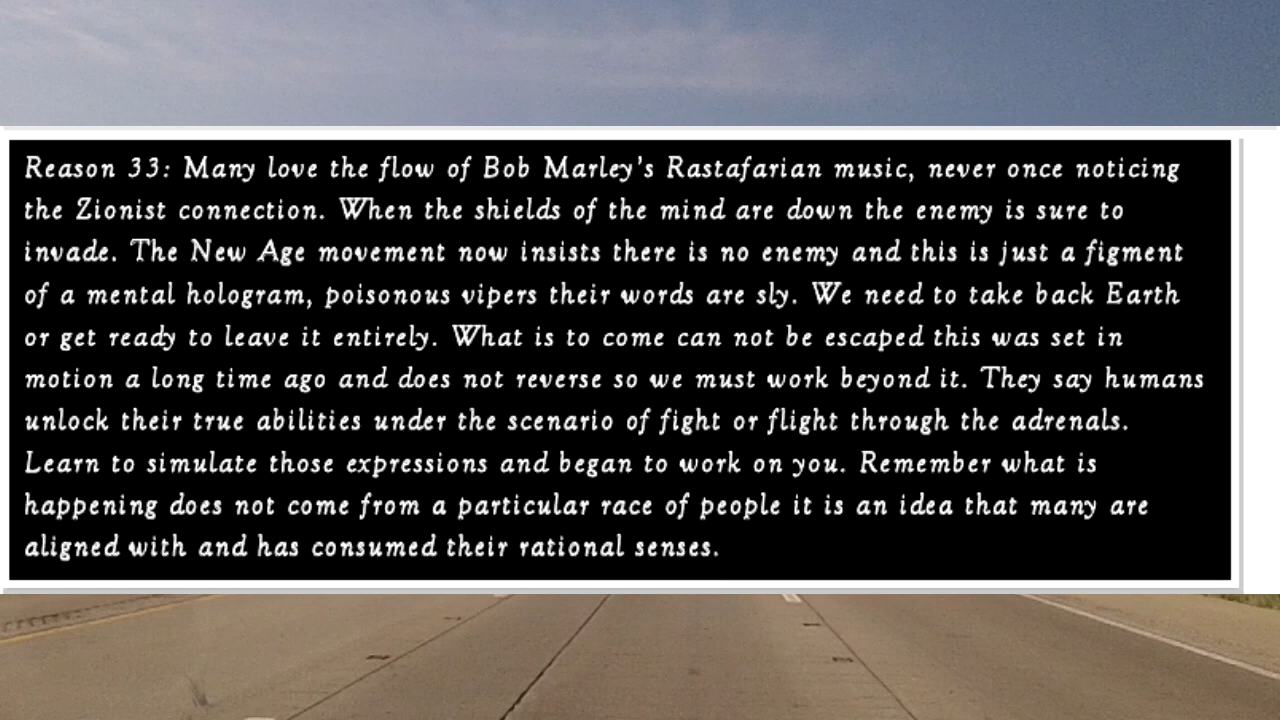 Reason 33: Many love the flow of Bob Marley's Rastafarian music, never once noticing
the Zionist connection. When the shields of the mind are down the enemy is sure to
invade. The New Age movement now insists there is no enemy and this is just a figment
of a mental hologram, poisonous vipers their words are sly. We need to take back Earth
or get ready to leave it entirely. What is to come can not be escaped this was set in
motion a long time ago and does not reverse so we must work beyond it. They say humans
unlock their true abilities under the scenario of fight or flight through the adrenals.
Learn to simulate those expressions and began to work on you. Remember what is
happening does not come from a particular race of people it is an idea that many are
aligned with and has consumed their rational senses.